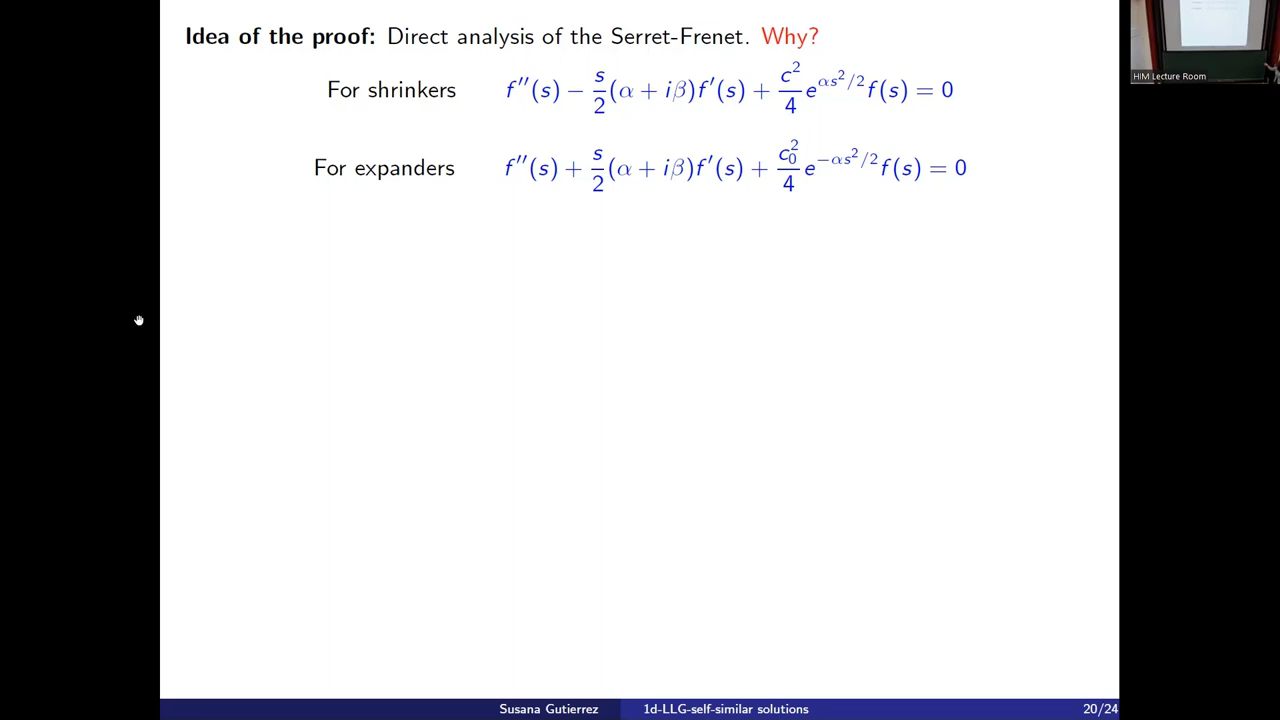 Idea of the proof: Direct analysis of the Serret-Frenet. Why?
HIM Lecture Room
For shrinkers f′′(s) − s/2 (α + iβ)f′(s) + c²/4 e^{αs²/2} f(s) = 0
For expanders f′′(s) + s/2 (α + iβ)f′(s) + c₀²/4 e^{−αs²/2} f(s) = 0
Susana Gutierrez 1d-LLG-self-similar solutions 20/24